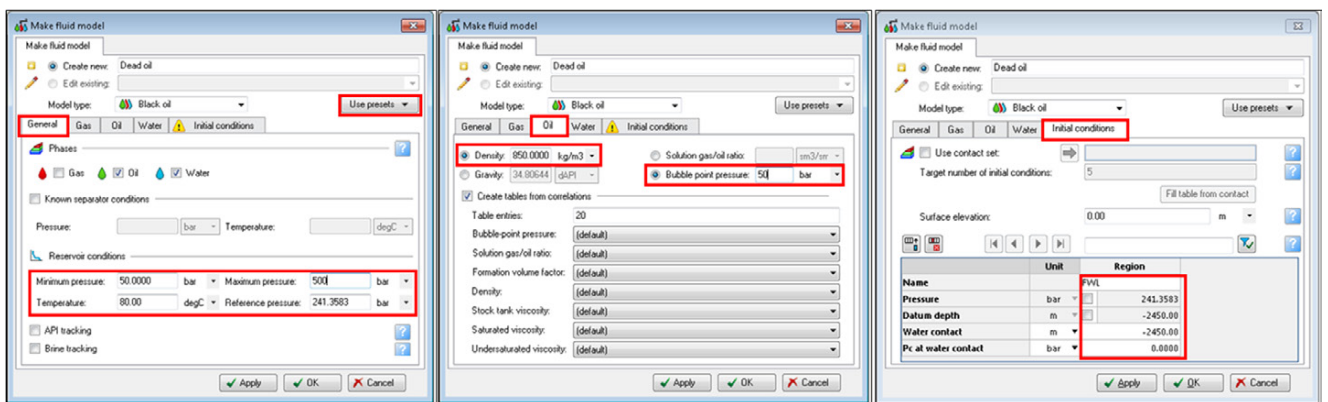 Make fluid model
Make fluid model
Create new: Dead oil
Edit existing:
Model type: Black oil Use presets
General Gas Oil Water Initial conditions
Phases
Gas Oil Water
Known separator conditions
Pressure: bar Temperature: degC
Reservoir conditions
Minimum pressure: 50.0000 bar Maximum pressure: 500 bar
Temperature: 80.00 degC Reference pressure: 241.3583 bar
API tracking
Brine tracking
Apply OK Cancel
Make fluid model
Make fluid model
Create new: Dead oil
Edit existing:
Model type: Black oil Use presets
General Gas Oil Water Initial conditions
Density: 850.0000 kg/m3 Solution gas/oil ratio: sm3/sm
Gravity: 34.80644 dAPI Bubble point pressure: 50 bar
Create tables from correlations
Table entries: 20
Bubble-point pressure: (default)
Solution gas/oil ratio: (default)
Formation volume factor: (default)
Density: (default)
Stock tank viscosity: (default)
Saturated viscosity: (default)
Undersaturated viscosity: (default)
Apply OK Cancel
Make fluid model
Make fluid model
Create new: Dead oil
Edit existing:
Model type: Black oil Use presets
General Gas Oil Water Initial conditions
Use contact set:
Target number of initial conditions: 5
Fill table from contact
Surface elevation: 0.00 m
Unit Region
Name FWL
Pressure bar 241.3583
Datum depth m -2450.00
Water contact m -2450.00
Pc at water contact bar 0.0000
Apply OK Cancel